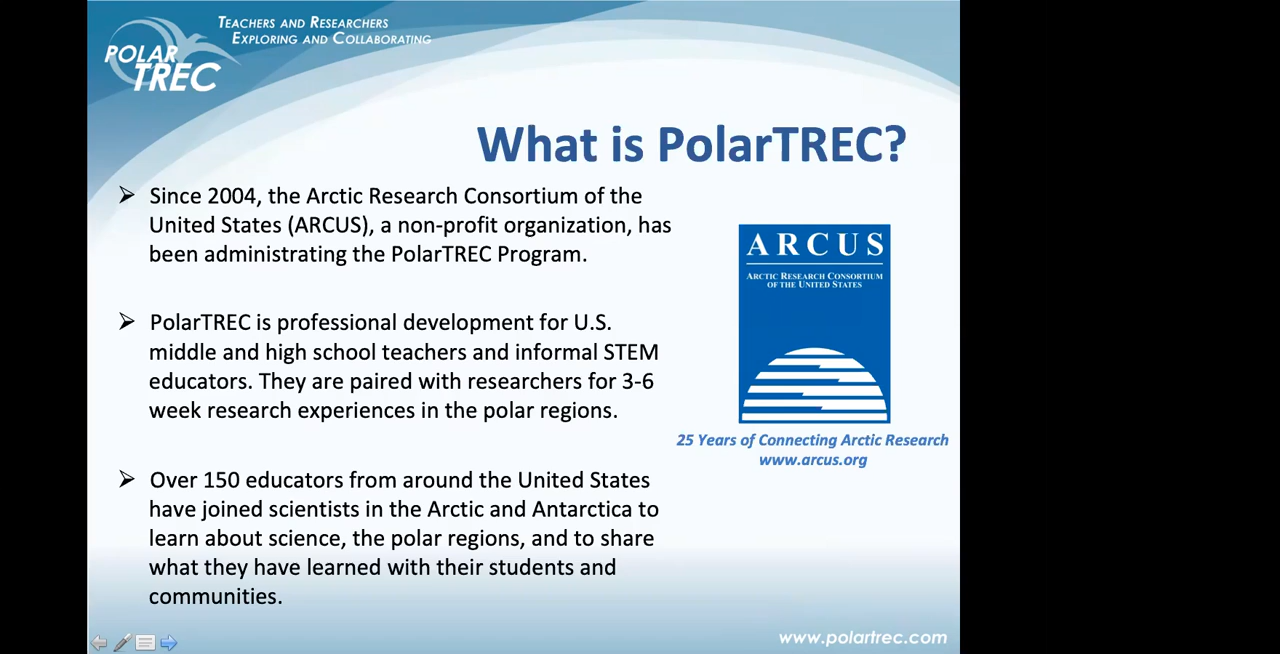 TEACHERS AND RESEARCHERS
EXPLORING AND COLLABORATING
POLAR
TREC
What is PolarTREC?
Since 2004, the Arctic Research Consortium of the
United States (ARCUS), a non-profit organization, has
been administrating the PolarTREC Program.
PolarTREC is professional development for U.S.
middle and high school teachers and informal STEM
educators. They are paired with researchers for 3-6
week research experiences in the polar regions.
Over 150 educators from around the United States
have joined scientists in the Arctic and Antarctica to
learn about science, the polar regions, and to share
what they have learned with their students and
communities.
ARCUS
ARCTIC RESEARCH CONSORTIUM
OF THE UNITED STATES
25 Years of Connecting Arctic Research
www.arcus.org
www.polartrec.com